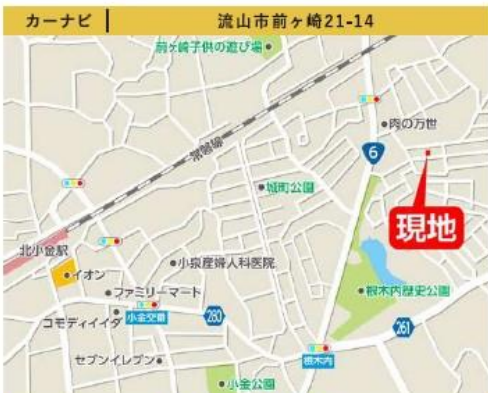 カーナビ | 流山市前ヶ崎21-14
前ヶ崎子供の遊び場
肉の万世
常磐線
6
城町公園
現地
北小金駅
小泉産婦人科医院
イオン
ファミリーマート
根木内歴史公園
コモディイイダ
小金交番
280
261
セブンイレブン
根木内
小金公園